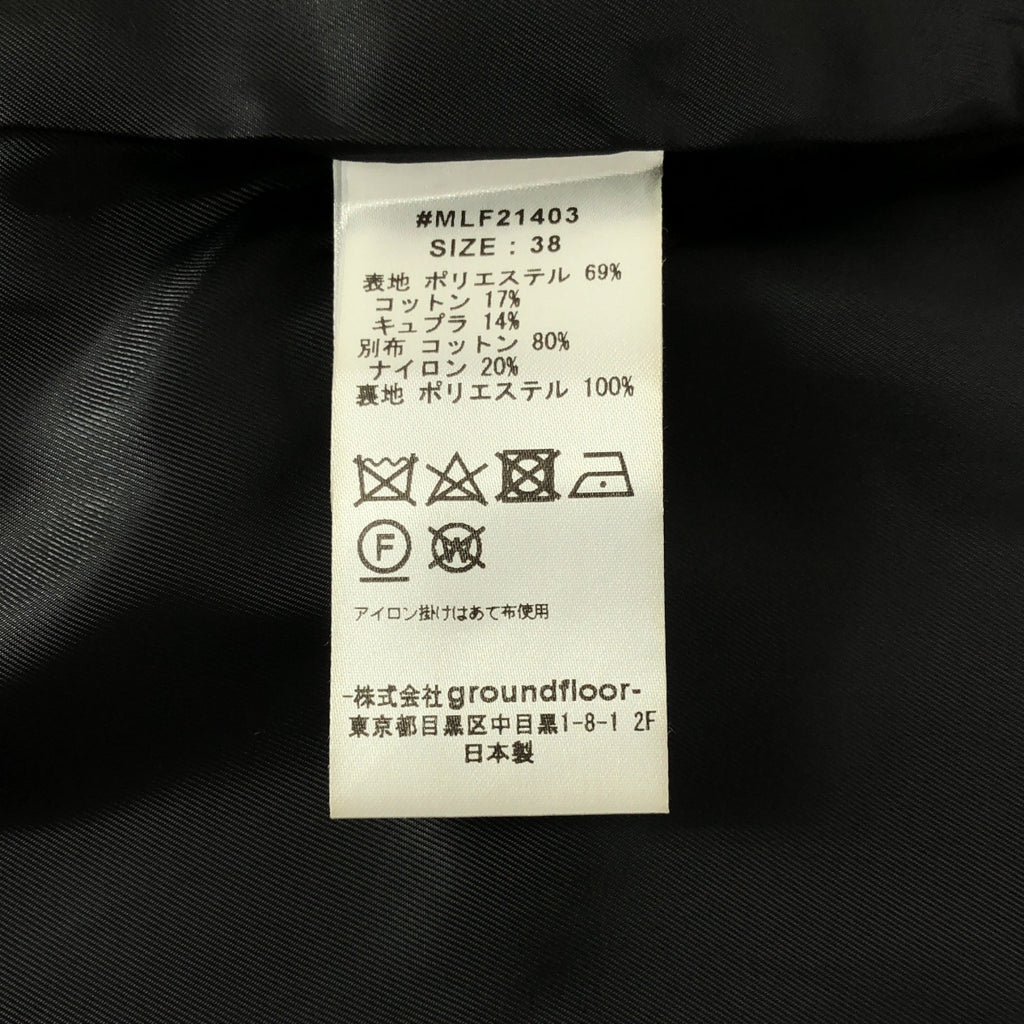 #MLF21403
SIZE : 38
表地 ポリエステル 69%
コットン 17%
キュプラ 14%
別布 コットン 80%
ナイロン 20%
裏地 ポリエステル 100%
F W
アイロン掛けはあて布使用
-株式会社groundfloor-
東京都目黒区中目黒1-8-1 2F
日本製